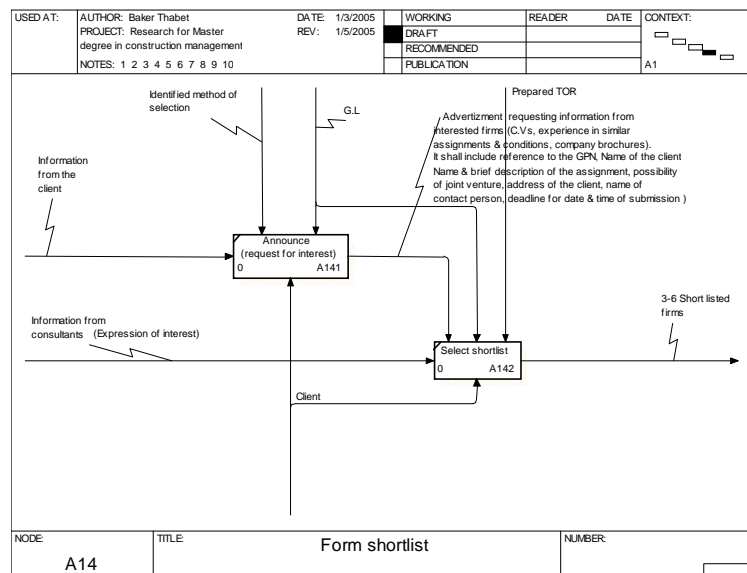 USED AT:
AUTHOR: Baker Thabet
DATE: 1/3/2005
PROJECT: Research for Master
REV: 1/5/2005
degree in construction management
NOTES: 1 2 3 4 5 6 7 8 9 10
WORKING
DRAFT
RECOMMENDED
PUBLICATION
READER
DATE
CONTEXT:
A1
Identified method of
selection
G.L
Prepared TOR
Advertizment requesting information from
interested firms (C.Vs, experience in similar
assignments & conditions, company brochures).
It shall include reference to the GPN, Name of the client
Name & brief description of the assignment, possibility
of joint venture, address of the client, name of
contact person, deadline for date & time of submission )
Information
from the
client
Announce
(request for interest)
0 A141
3-6 Short listed
firms
Information from
consultants (Expression of interest)
Select shortlist
0 A142
Client
NODE:
A14
TITLE:
Form shortlist
NUMBER: